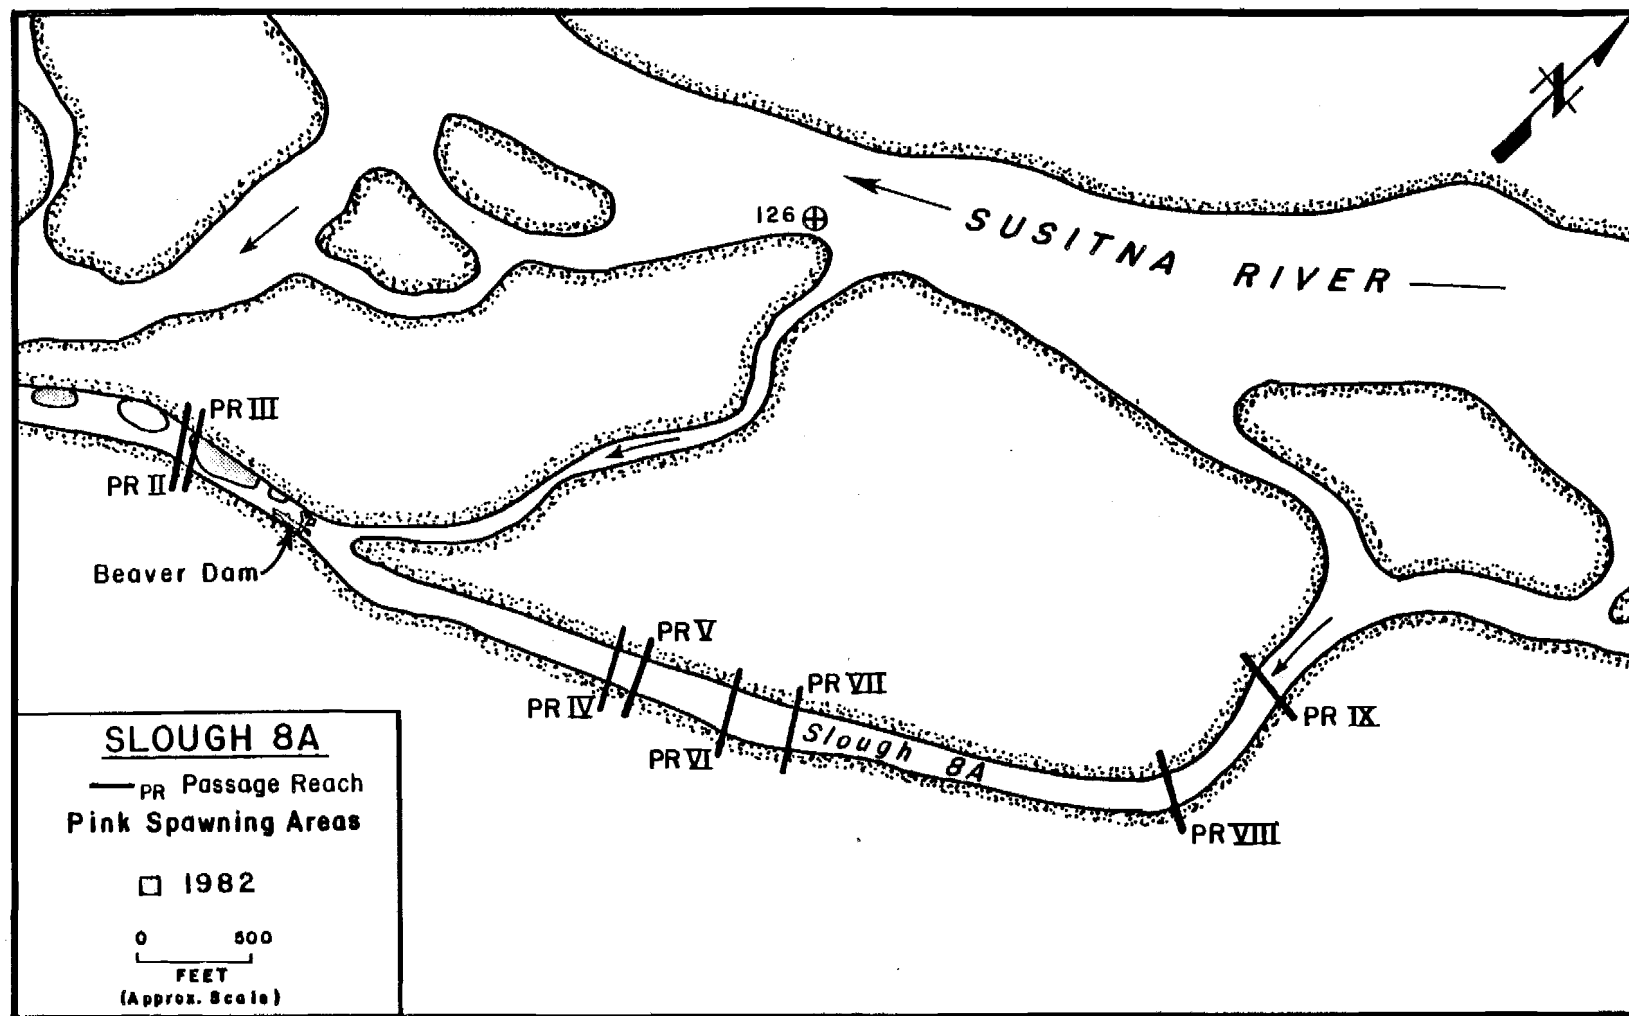 N
126
SUSITNA RIVER
PR III
PR II
Beaver Dam
PR V
PR IV
PR VII
PR VI
Slough 8A
PR IX
PR VIII
SLOUGH 8A
PR Passage Reach
Pink Spawning Areas
1982
0 500
FEET
(Approx. Scale)